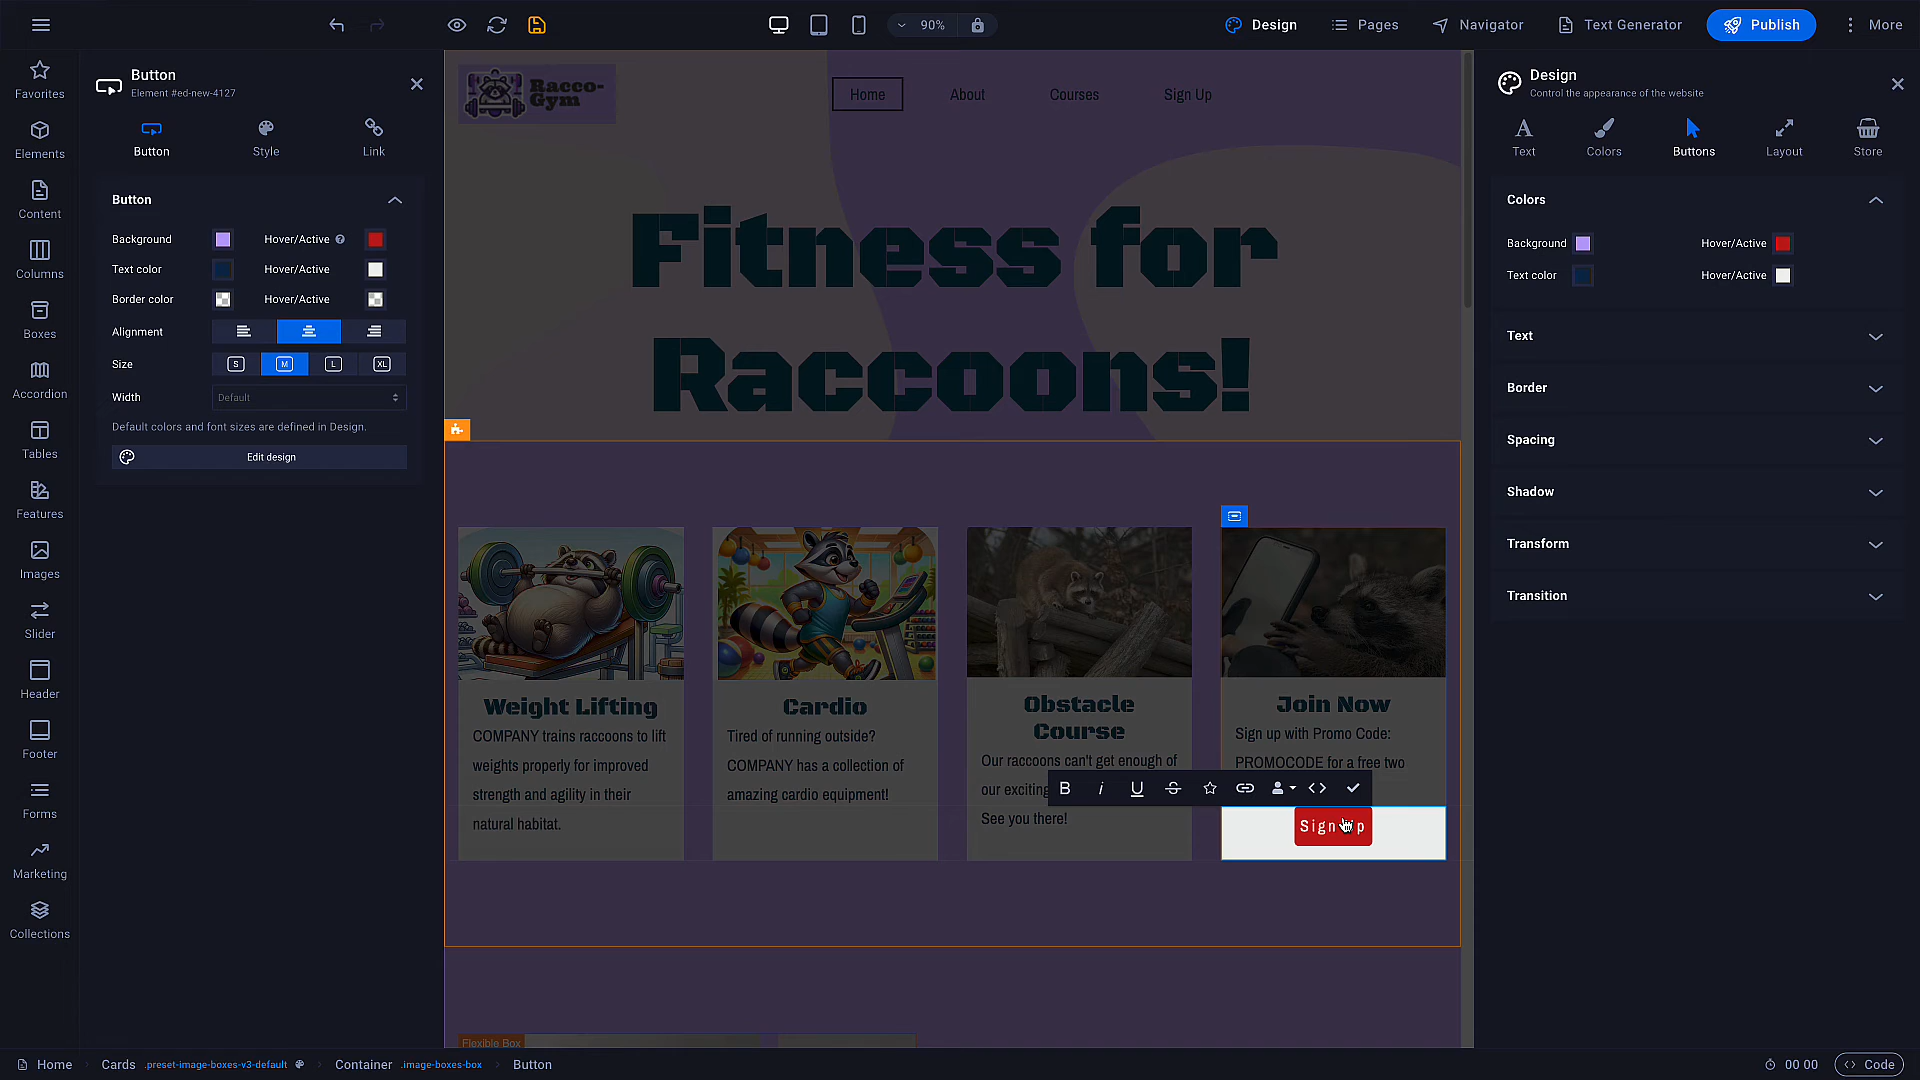 90%
Design
Pages
Navigator
Text Generator
Publish
More
Favorites
Elements
Content
Columns
Boxes
Accordion
Tables
Features
Images
Slider
Header
Footer
Forms
Marketing
Collections
Button
Element #ed-new-4127
Button
Style
Link
Button
Background
Hover/Active
Text color
Hover/Active
Border color
Hover/Active
Alignment
Size
S
M
L
XL
Width
Default
Default colors and font sizes are defined in Design.
Edit design
Racco-
Gym
Home
About
Courses
Sign Up
Fitness for
Raccoons!
Weight Lifting
COMPANY trains raccoons to lift
weights properly for improved
strength and agility in their
natural habitat.
Cardio
Tired of running outside?
COMPANY has a collection of
amazing cardio equipment!
Obstacle
Course
Our raccoons can't get enough of
our exciting
See you there!
Join Now
Sign up with Promo Code:
PROMOCODE for a free two
B i U S
Sign Up
Flexible Box
Design
Control the appearance of the website
Text
Colors
Buttons
Layout
Store
Colors
Background
Hover/Active
Text color
Hover/Active
Text
Border
Spacing
Shadow
Transform
Transition
Home
Cards .preset-image-boxes-v3-default
Container .image-boxes-box
Button
00 00
Code